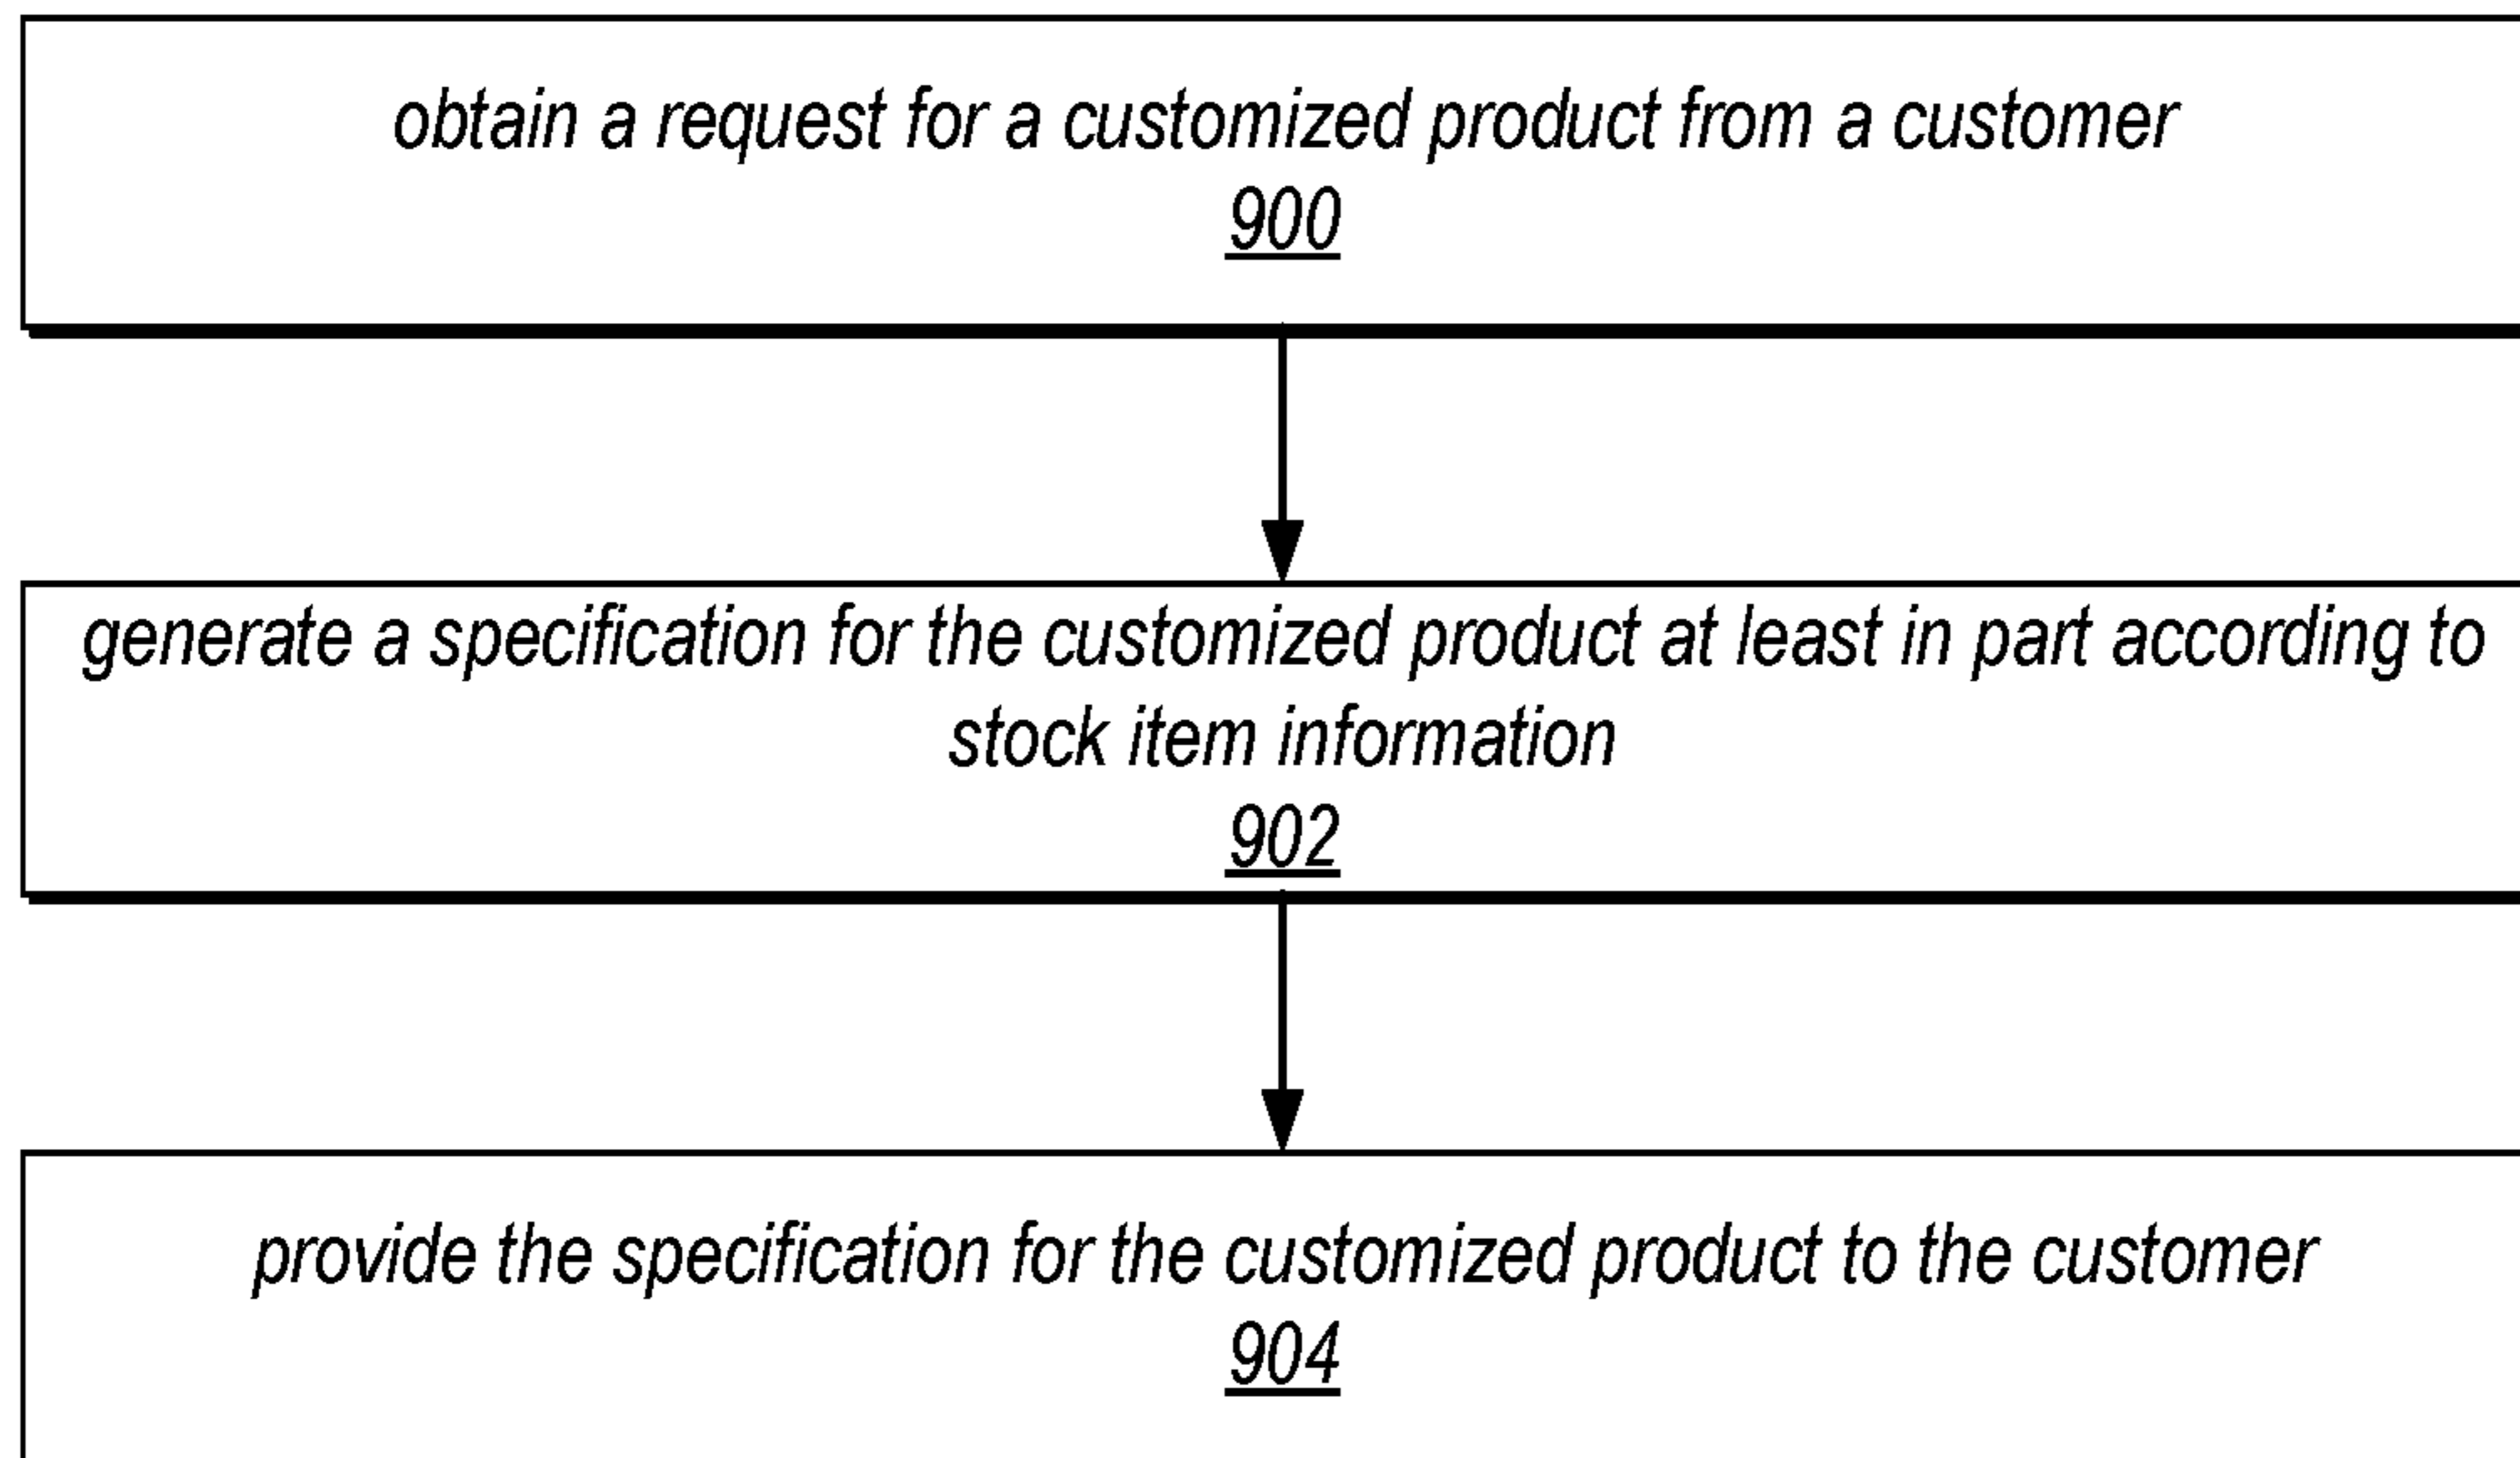 obtain a request for a customized product from a customer
900
generate a specification for the customized product at least in part according to
stock item information
902
provide the specification for the customized product to the customer
904